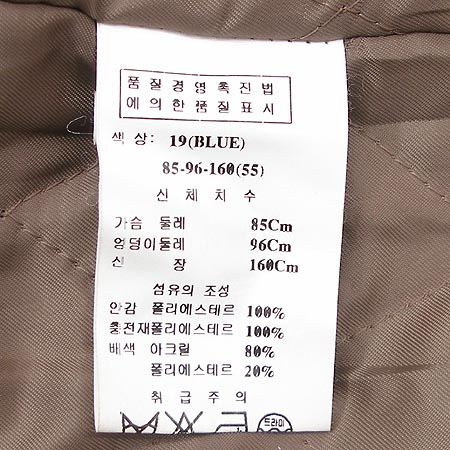 품질경영촉진법
에의한품질표시
색상: 19(BLUE)
85-96-160(55)
신체치수
가슴 둘레 85Cm
엉덩이둘레 96Cm
신 장 160Cm
섬유의 조성
안감 폴리에스테르 100%
충전재폴리에스테르 100%
배색 아크릴 80%
폴리에스테르 20%
취급주의
드라이